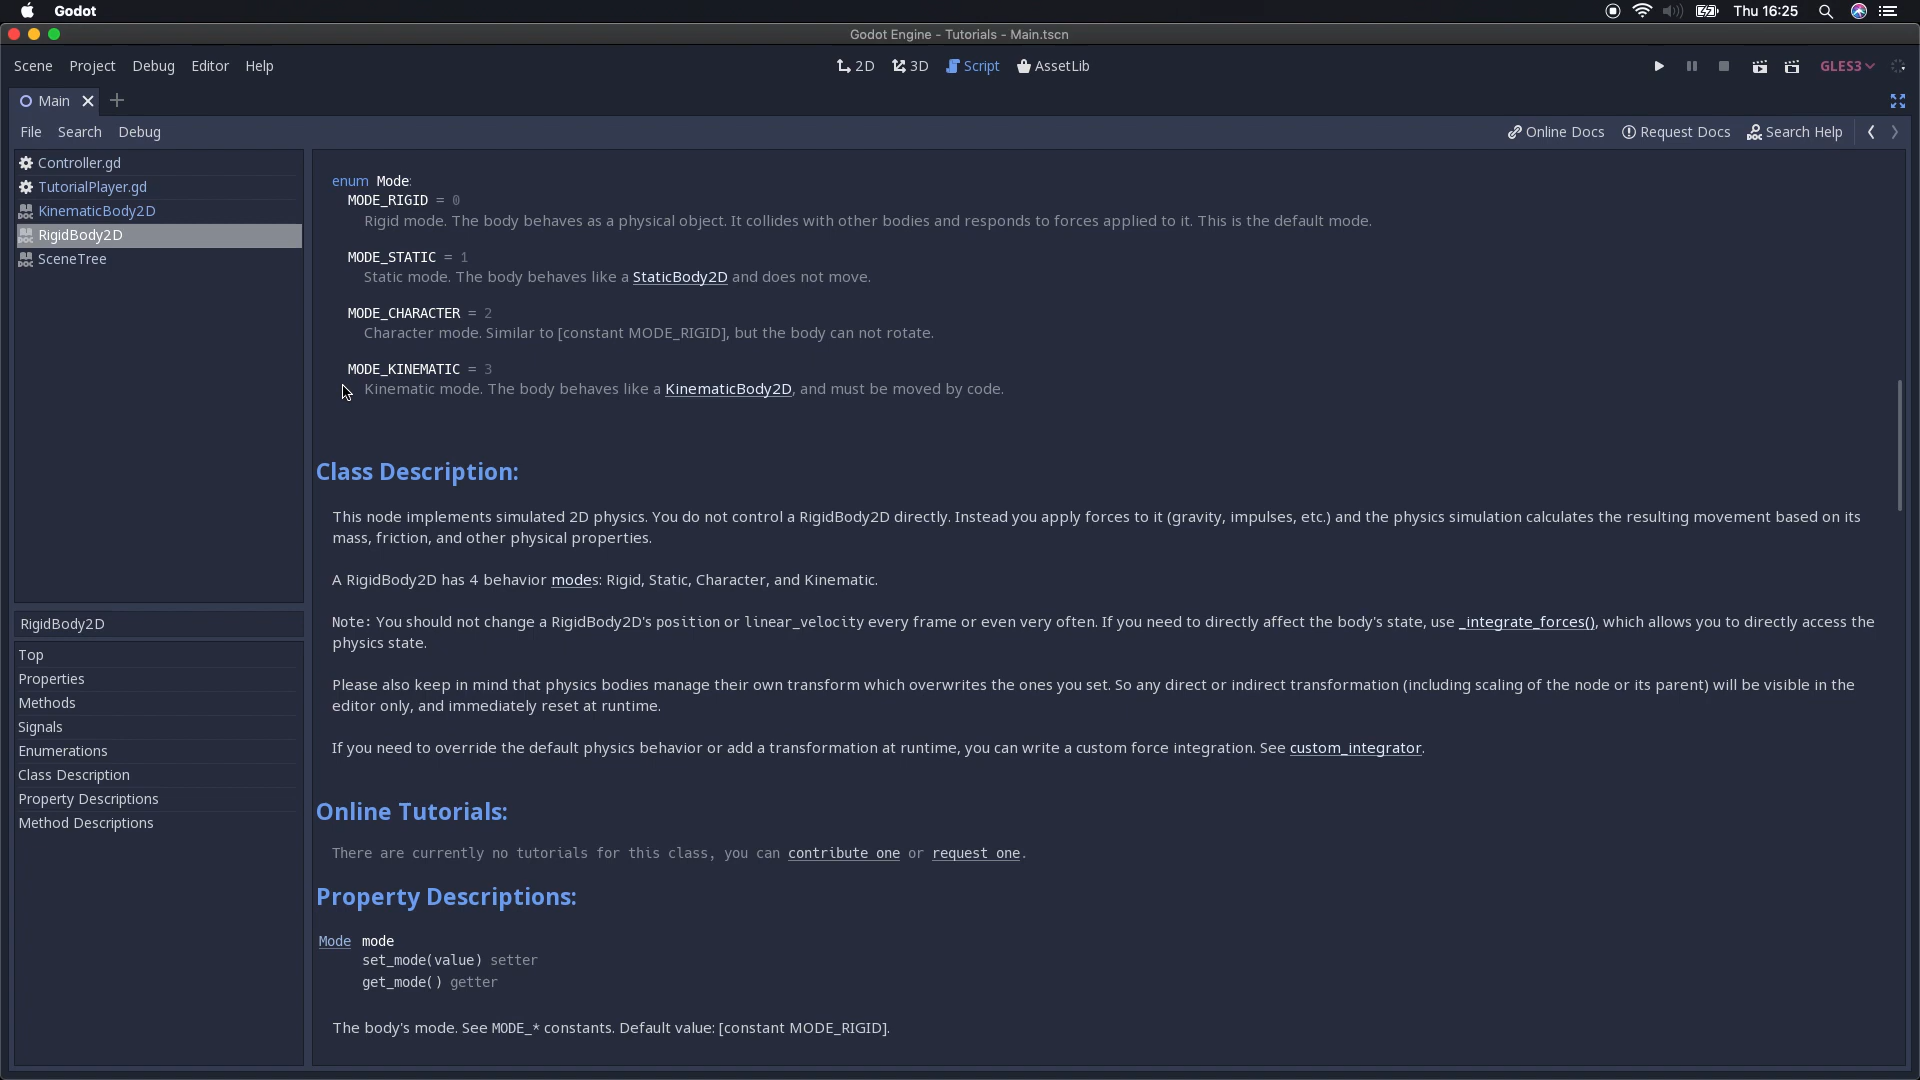 Godot
Thu 16:25
Godot Engine - Tutorials - Main.tscn
Scene Project Debug Editor Help
2D 3D Script AssetLib
GLES3
Main
File Search Debug
Online Docs Request Docs Search Help
Controller.gd
TutorialPlayer.gd
KinematicBody2D
RigidBody2D
SceneTree
RigidBody2D
Top
Properties
Methods
Signals
Enumerations
Class Description
Property Descriptions
Method Descriptions
enum Mode:
MODE_RIGID = 0
Rigid mode. The body behaves as a physical object. It collides with other bodies and responds to forces applied to it. This is the default mode.
MODE_STATIC = 1
Static mode. The body behaves like a StaticBody2D and does not move.
MODE_CHARACTER = 2
Character mode. Similar to [constant MODE_RIGID], but the body can not rotate.
MODE_KINEMATIC = 3
Kinematic mode. The body behaves like a KinematicBody2D, and must be moved by code.
Class Description:
This node implements simulated 2D physics. You do not control a RigidBody2D directly. Instead you apply forces to it (gravity, impulses, etc.) and the physics simulation calculates the resulting movement based on its
mass, friction, and other physical properties.
A RigidBody2D has 4 behavior modes: Rigid, Static, Character, and Kinematic.
Note: You should not change a RigidBody2D's position or linear_velocity every frame or even very often. If you need to directly affect the body's state, use _integrate_forces(), which allows you to directly access the
physics state.
Please also keep in mind that physics bodies manage their own transform which overwrites the ones you set. So any direct or indirect transformation (including scaling of the node or its parent) will be visible in the
editor only, and immediately reset at runtime.
If you need to override the default physics behavior or add a transformation at runtime, you can write a custom force integration. See custom_integrator.
Online Tutorials:
There are currently no tutorials for this class, you can contribute one or request one.
Property Descriptions:
Mode mode
set_mode(value) setter
get_mode() getter
The body's mode. See MODE_* constants. Default value: [constant MODE_RIGID].